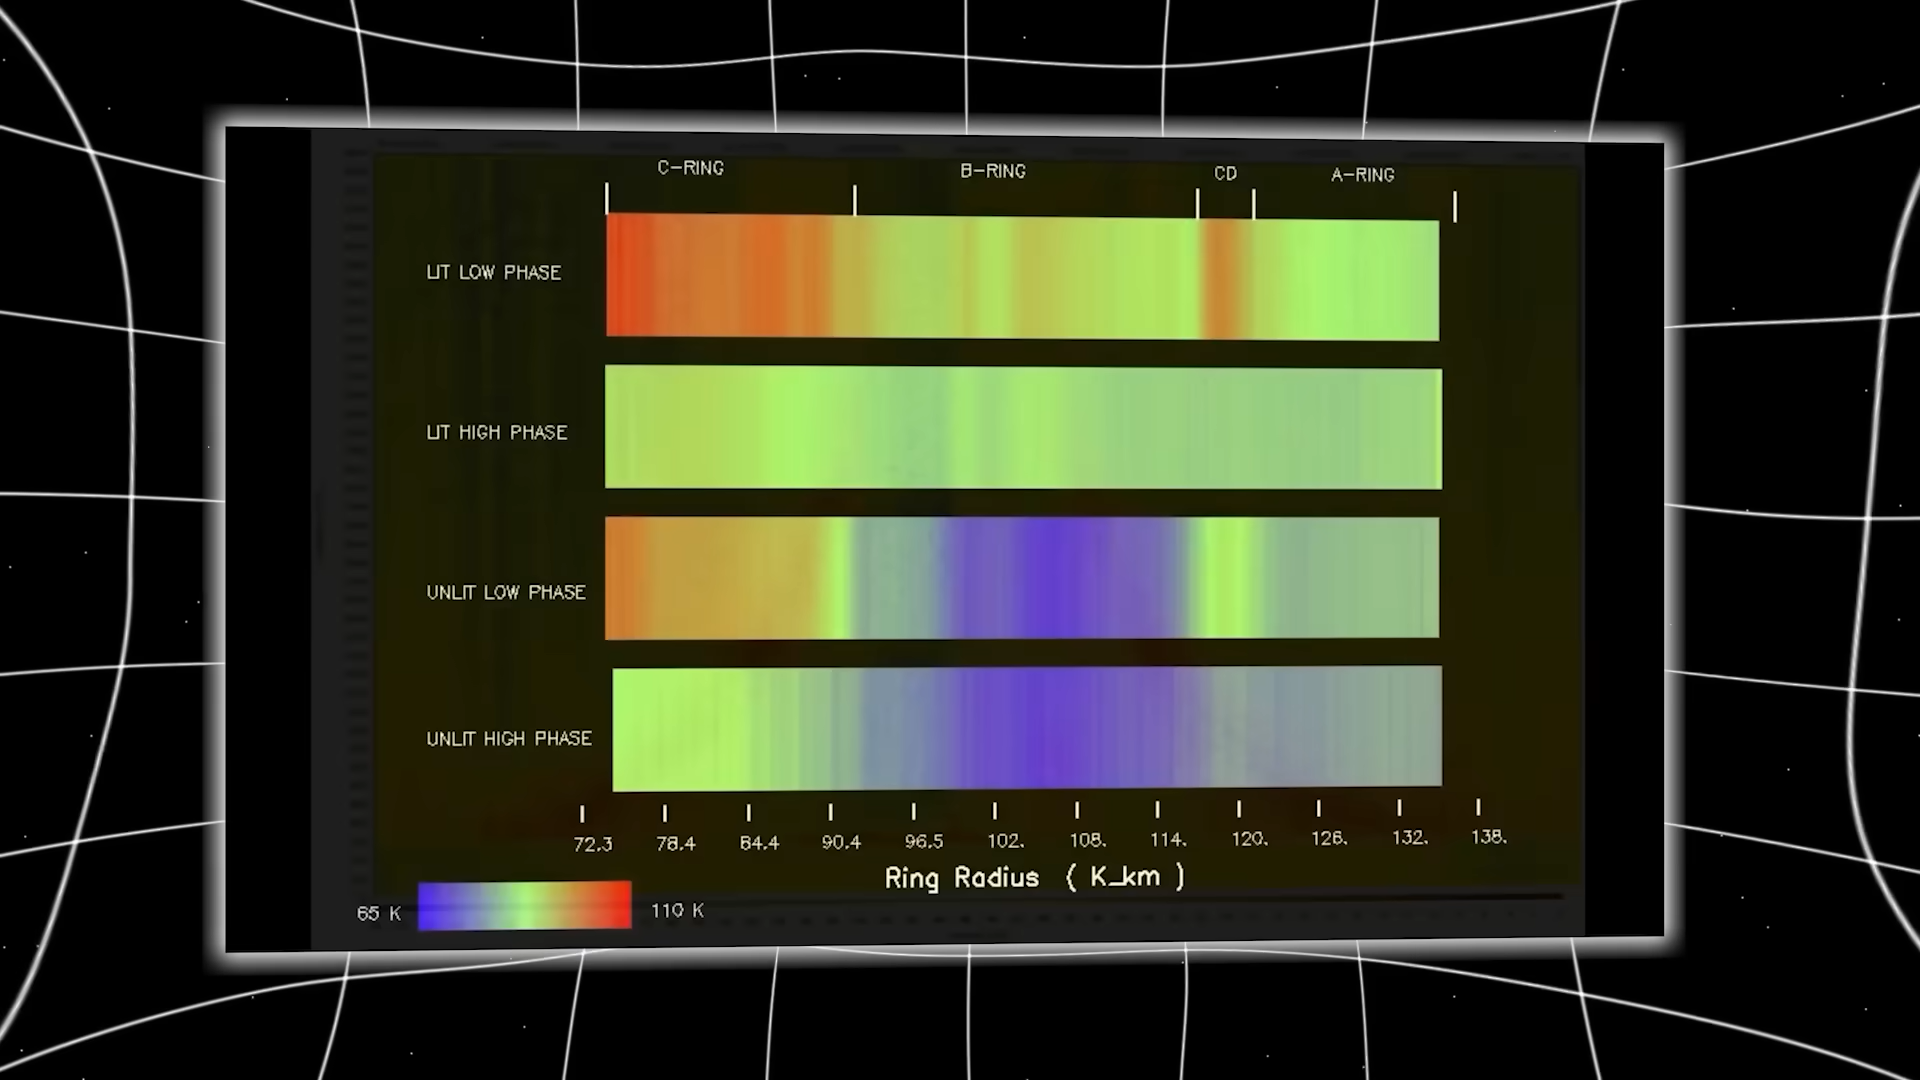 C-RING B-RING CD A-RING
LIT LOW PHASE
LIT HIGH PHASE
UNLIT LOW PHASE
UNLIT HIGH PHASE
72.3 78.4 84.4 90.4 96.5 102. 108. 114. 120. 126. 132. 138.
Ring Radius ( K_km )
65 K 110 K